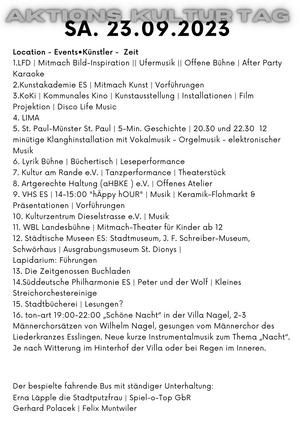 AKTIONS KULTUR TAG
SA. 23.09.2023
Location - Events•Künstler - Zeit
1.LFD | Mitmach Bild-Inspiration || Ufermusik || Offene Bühne | After Party
Karaoke
2.Kunstakademie ES | Mitmach Kunst | Vorführungen
3.KoKi | Kommunales Kino | Kunstausstellung | Installationen | Film
Projektion | Disco Life Music
4. LIMA
5. St. Paul-Münster St. Paul | 5-Min. Geschichte | 20.30 und 22.30 12
minütige Klanghinstallation mit Vokalmusik - Orgelmusik - elektronischer
Musik
6. Lyrik Bühne | Büchertisch | Leseperformance
7. Kultur am Rande e.V. | Tanzperformance | Theaterstück
8. Artgerechte Haltung (aHBKE ) e.V. | Offenes Atelier
9. VHS ES | 14-15:00 "hÄppy hOUR" | Musik | Keramik-Flohmarkt &
Präsentationen | Vorführungen
10. Kulturzentrum Dieselstrasse e.V. | Musik
11. WBL Landesbühne | Mitmach-Theater für Kinder ab 12
12. Städtische Museen ES: Stadtmuseum, J. F. Schreiber-Museum,
Schwörhaus | Ausgrabungsmuseum St. Dionys |
Lapidarium: Führungen
13. Die Zeitgenossen Buchladen
14.Süddeutsche Philharmonie ES | Peter und der Wolf | Kleines
Streichorchestereinige
15. Stadtbücherei | Lesungen?
16. ton-art 19:00-22:00 „Schöne Nacht“ in der Villa Nagel, 2-3
Männerchorsätzen von Wilhelm Nagel, gesungen vom Männerchor des
Liederkranzes Esslingen. Neue kurze Instrumentalmusik zum Thema „Nacht“.
Je nach Witterung im Hinterhof der Villa oder bei Regen im Inneren.
Der bespielte fahrende Bus mit ständiger Unterhaltung:
Erna Läpple die Stadtputzfrau | Spiel-o-Top GbR
Gerhard Polacek | Felix Muntwiler